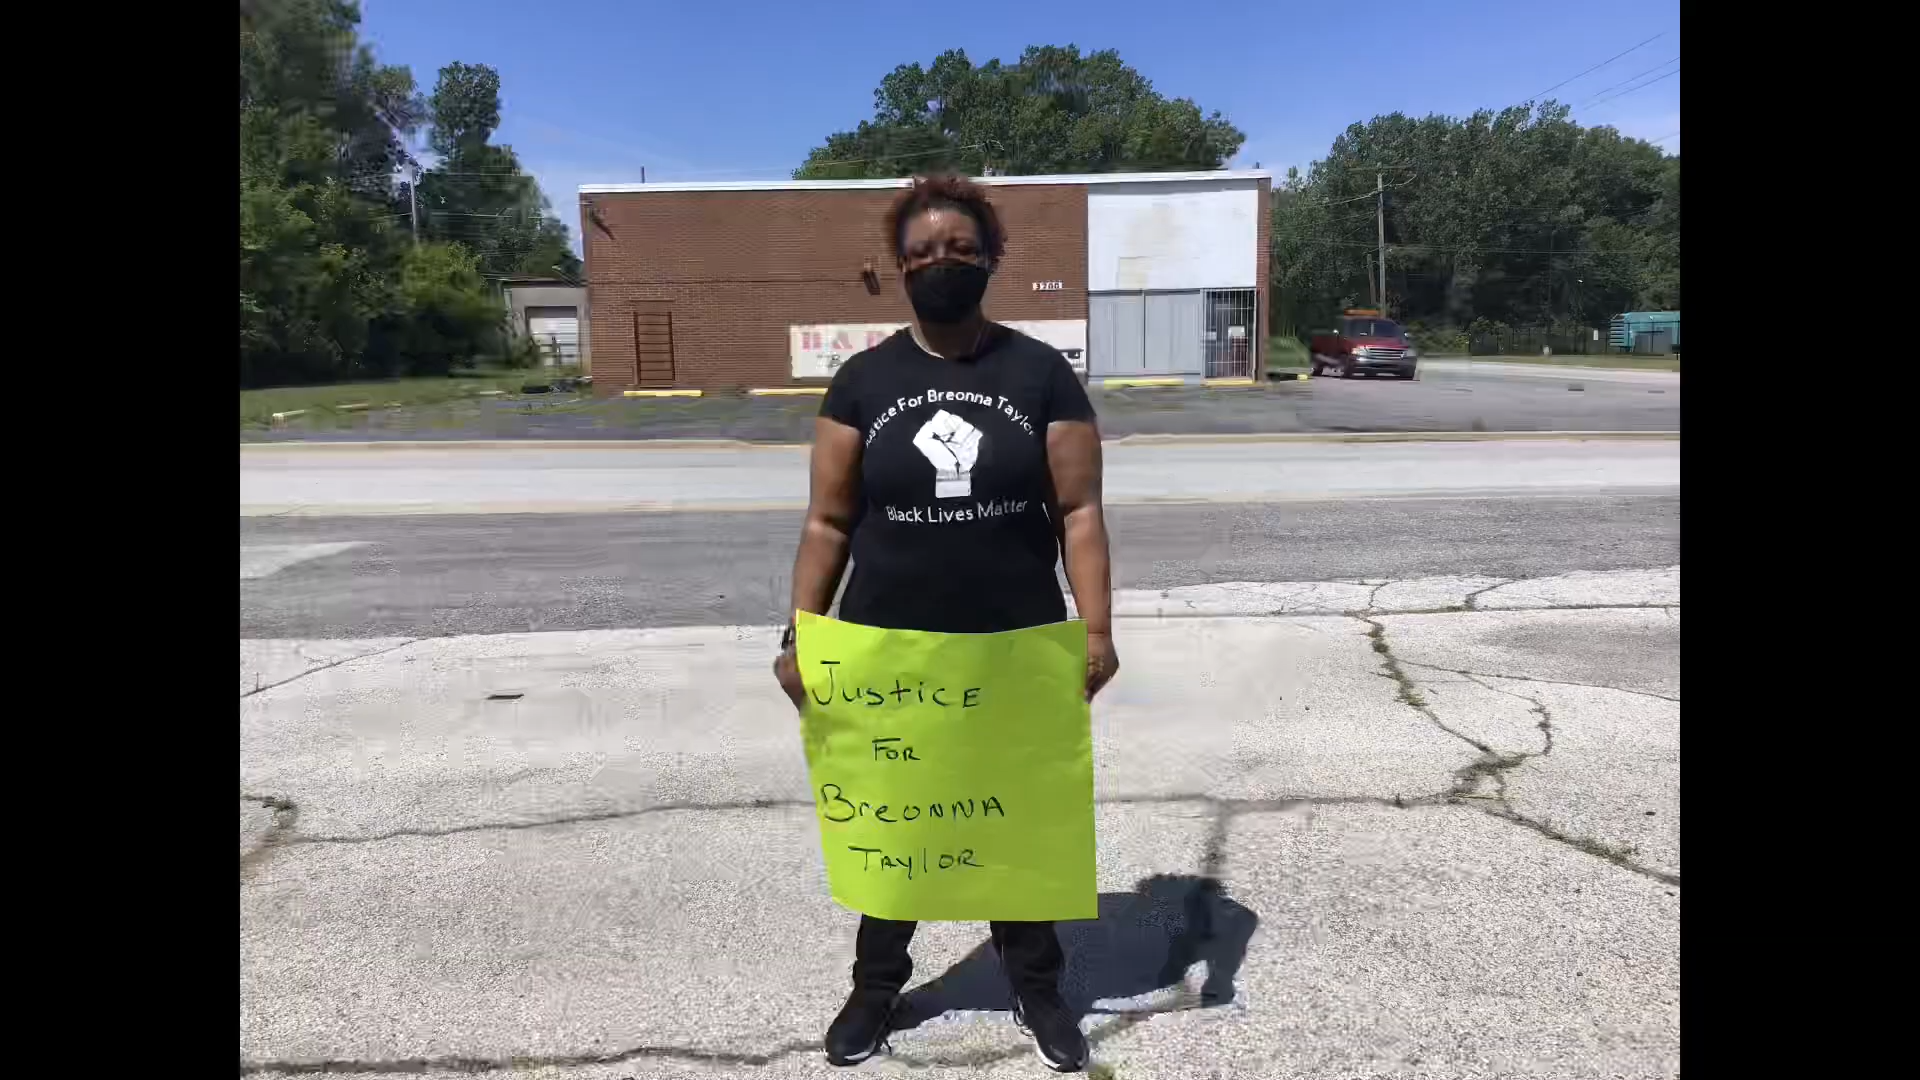 3700
H & 
Justice For Breonna Taylor
Black Lives Matter
Justice
For
Breonna
Taylor